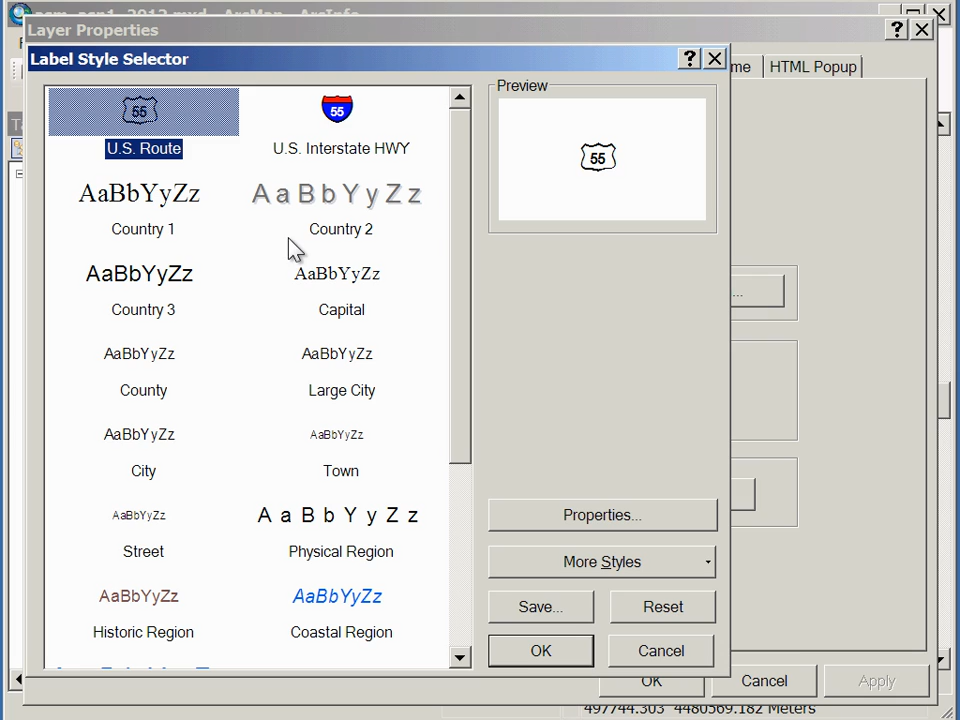 Layer Properties
Label Style Selector
me
HTML Popup
55
55
U.S. Route
U.S. Interstate HWY
AaBbYyZz
AaBbYyZz
Country 1
Country 2
AaBbYyZz
AaBbYyZz
Country 3
Capital
AaBbYyZz
AaBbYyZz
County
Large City
AaBbYyZz
AaBbYyZz
City
Town
AaBbYyZz
AaBbYyZz
Street
Physical Region
AaBbYyZz
AaBbYyZz
Historic Region
Coastal Region
Preview
55
...
Properties...
More Styles
Save...
Reset
OK
Cancel
OK
Cancel
Apply
497744.303 4480569.182 Meters